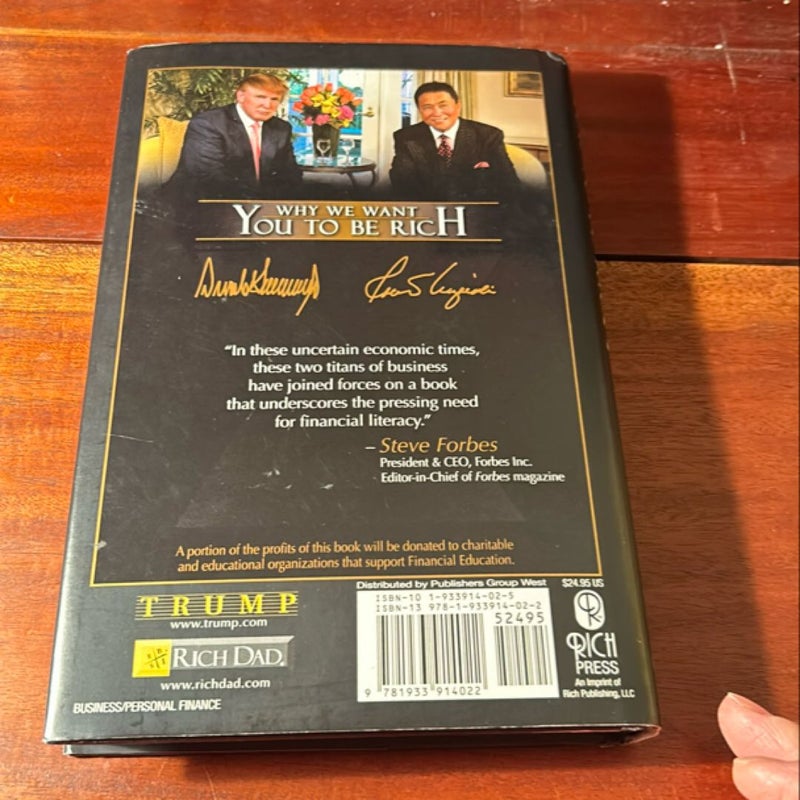 WHY WE WANT
YOU TO BE RICH
"In these uncertain economic times,
these two titans of business
have joined forces on a book
that underscores the pressing need
for financial literacy."
– Steve Forbes
President & CEO, Forbes Inc.
Editor-in-Chief of Forbes magazine
A portion of the profits of this book will be donated to charitable
and educational organizations that support Financial Education.
TRUMP
www.trump.com
RICH DAD.
www.richdad.com
BUSINESS/PERSONAL FINANCE
Distributed by Publishers Group West
ISBN-10 1-933914-02-5
ISBN-13 978-1-933914-02-2
52495
9 781933 914022
$24.95 US
RICH
PRESS
An Imprint of
Rich Publishing, LLC